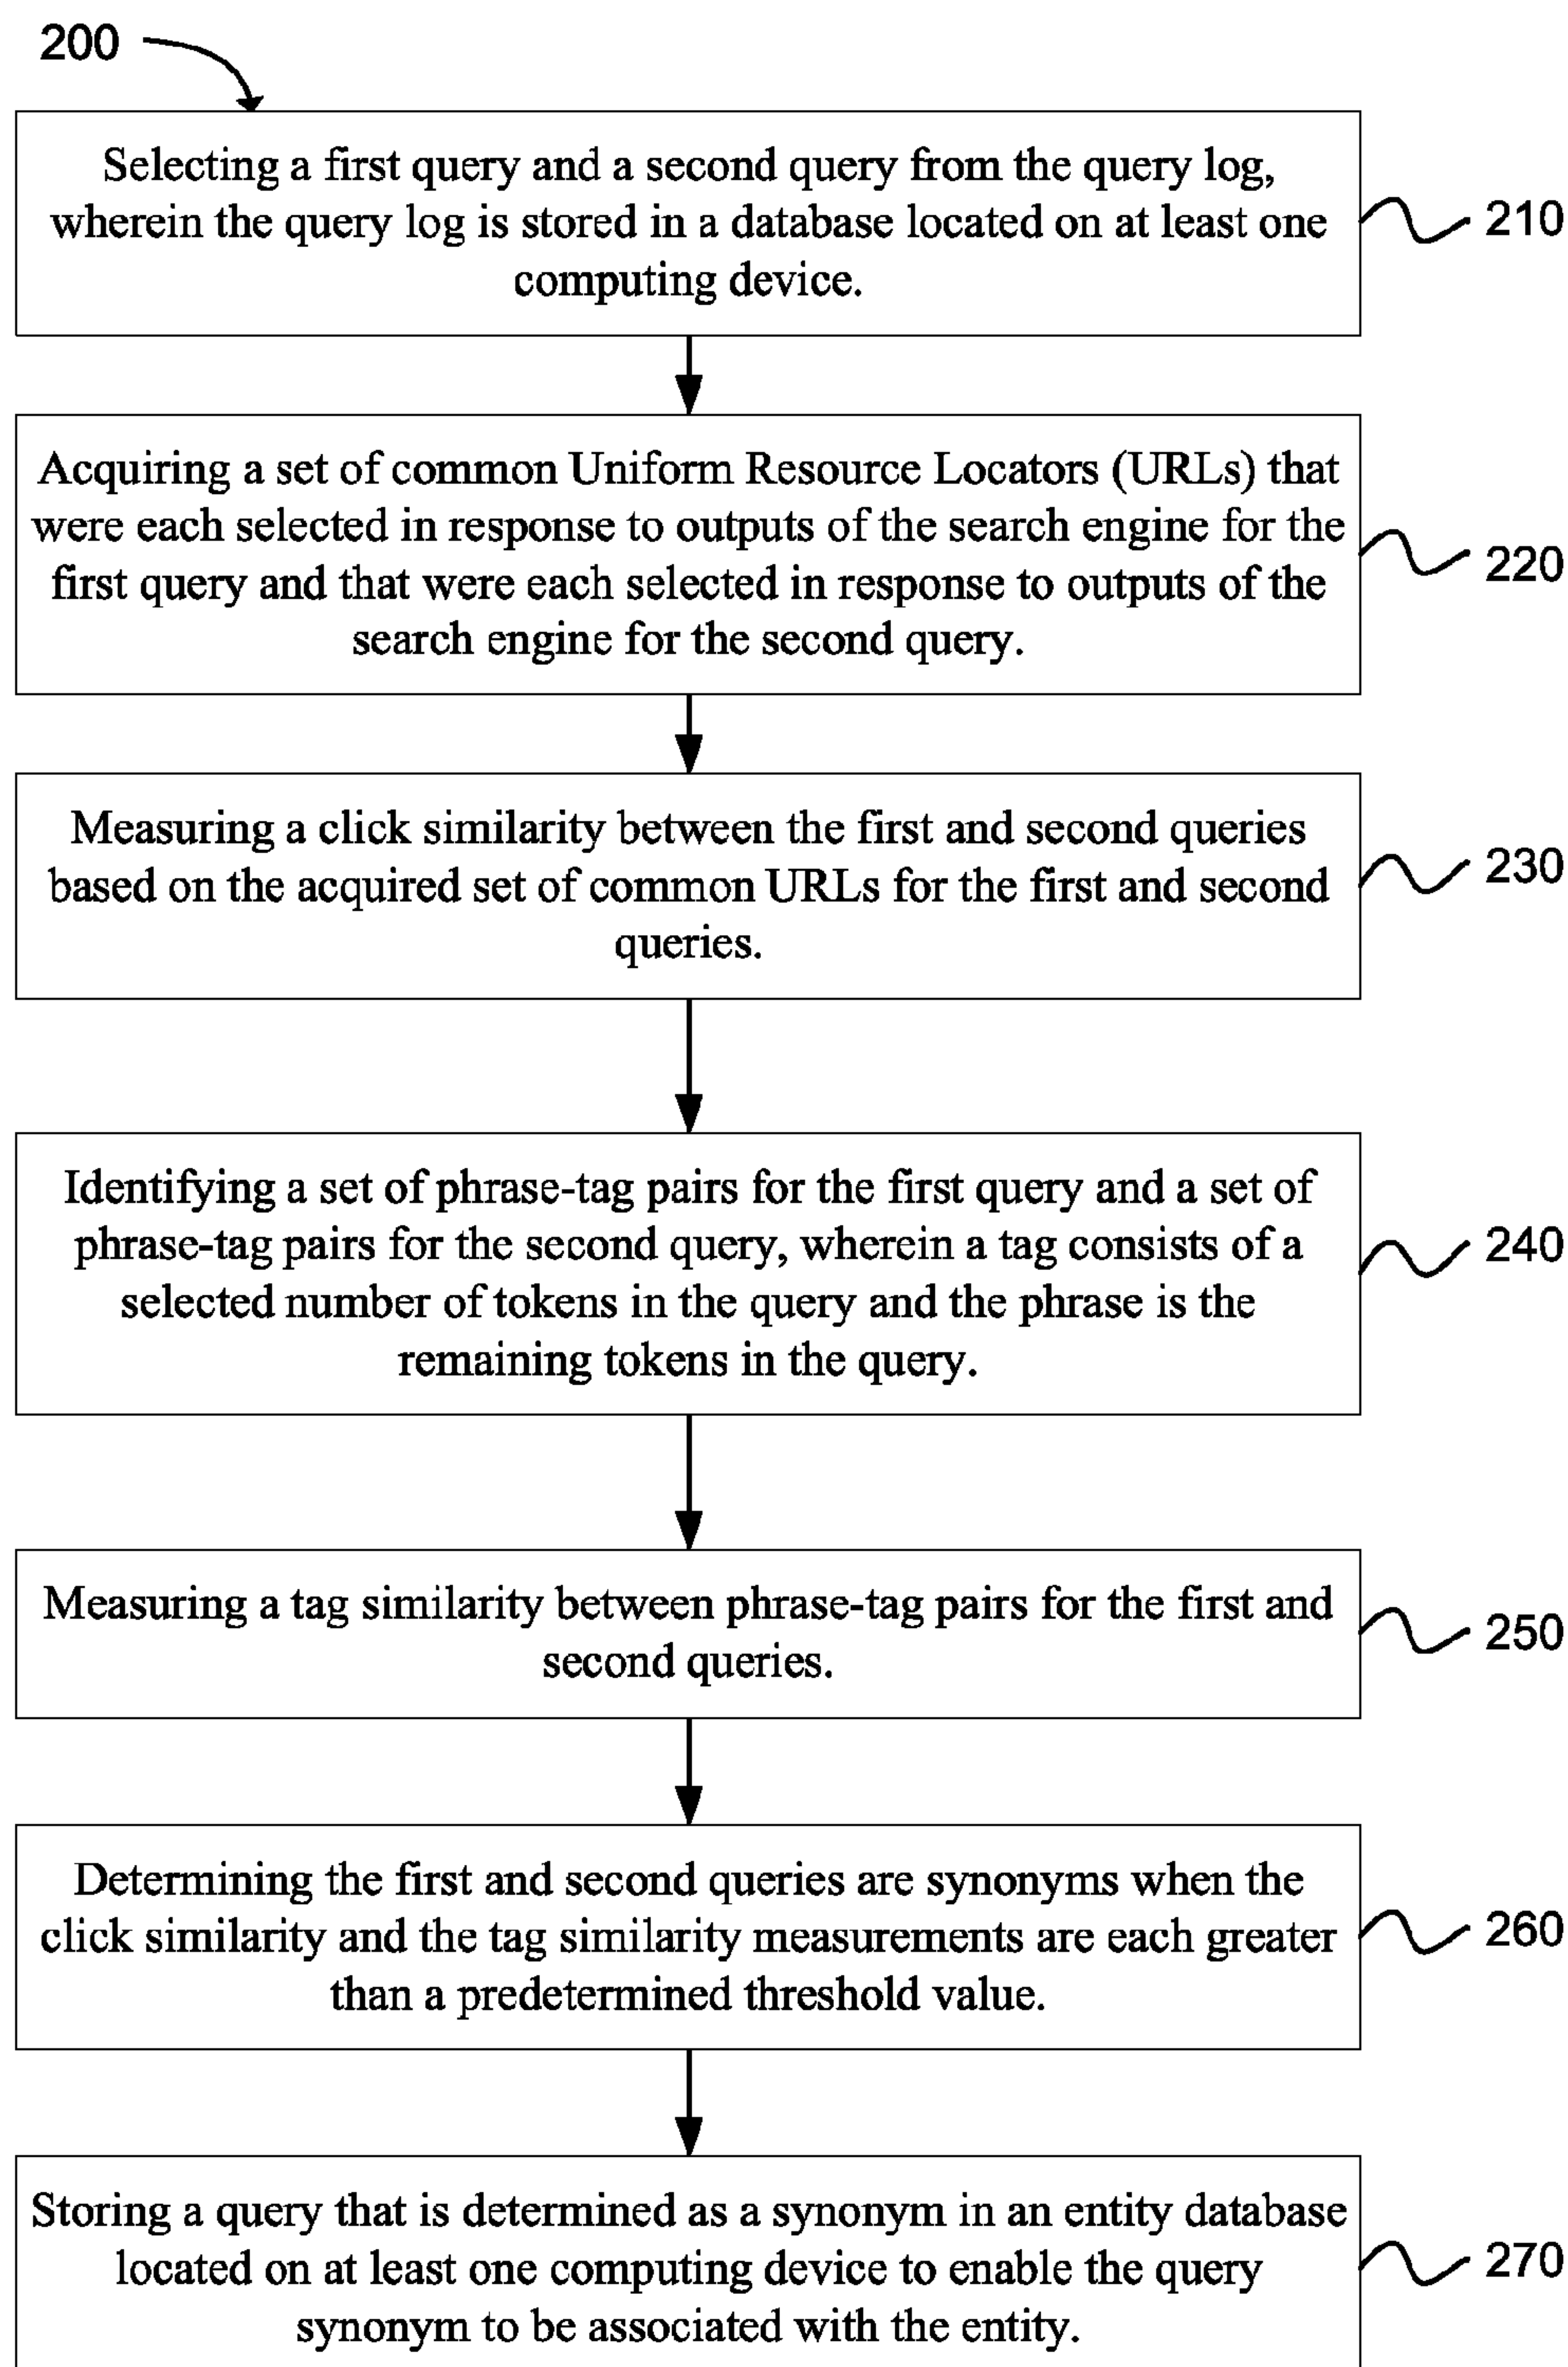 200
Selecting a first query and a second query from the query log,
wherein the query log is stored in a database located on at least one
computing device.
210
Acquiring a set of common Uniform Resource Locators (URLs) that
were each selected in response to outputs of the search engine for the
first query and that were each selected in response to outputs of the
search engine for the second query.
220
Measuring a click similarity between the first and second queries
based on the acquired set of common URLs for the first and second
queries.
230
Identifying a set of phrase-tag pairs for the first query and a set of
phrase-tag pairs for the second query, wherein a tag consists of a
selected number of tokens in the query and the phrase is the
remaining tokens in the query.
240
Measuring a tag similarity between phrase-tag pairs for the first and
second queries.
250
Determining the first and second queries are synonyms when the
click similarity and the tag similarity measurements are each greater
than a predetermined threshold value.
260
Storing a query that is determined as a synonym in an entity database
located on at least one computing device to enable the query
synonym to be associated with the entity.
270